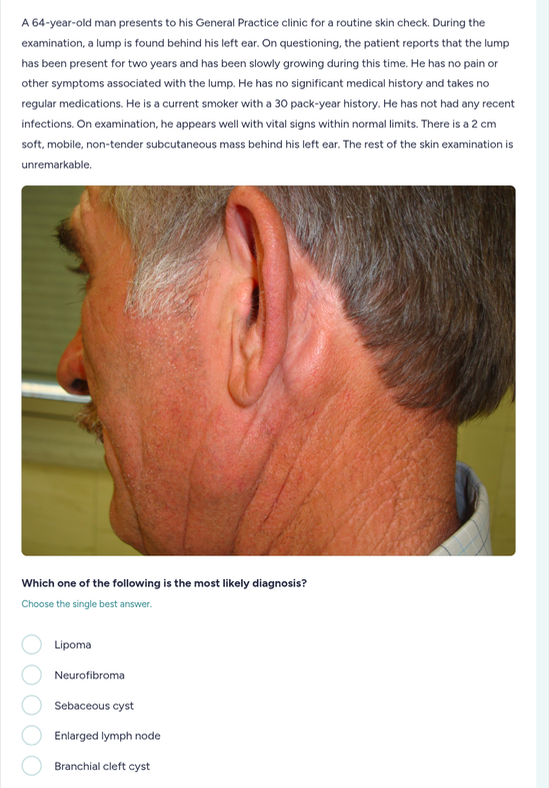 A 64-year-old man presents to his General Practice clinic for a routine skin check. During the
examination, a lump is found behind his left ear. On questioning, the patient reports that the lump
has been present for two years and has been slowly growing during this time. He has no pain or
other symptoms associated with the lump. He has no significant medical history and takes no
regular medications. He is a current smoker with a 30 pack-year history. He has not had any recent
infections. On examination, he appears well with vital signs within normal limits. There is a 2 cm
soft, mobile, non-tender subcutaneous mass behind his left ear. The rest of the skin examination is
unremarkable.
Which one of the following is the most likely diagnosis?
Choose the single best answer.
Lipoma
Neurofibroma
Sebaceous cyst
Enlarged lymph node
Branchial cleft cyst